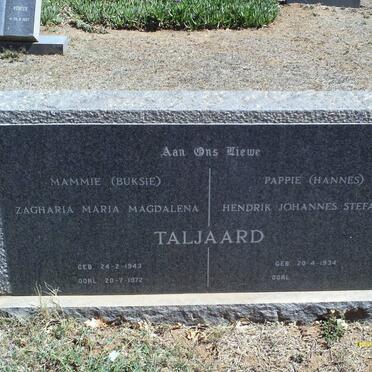 Aan Ons Liewe
MAMMIE (BUKSIE)
ZAGHARIA MARIA MAGDALENA
PAPPIE (HANNES)
HENDRIK JOHANNES STEFA
TALJAARD
GEB. 24-2-1943
OORL. 20-7-1972
GEB. 20-4-1934
OORL.